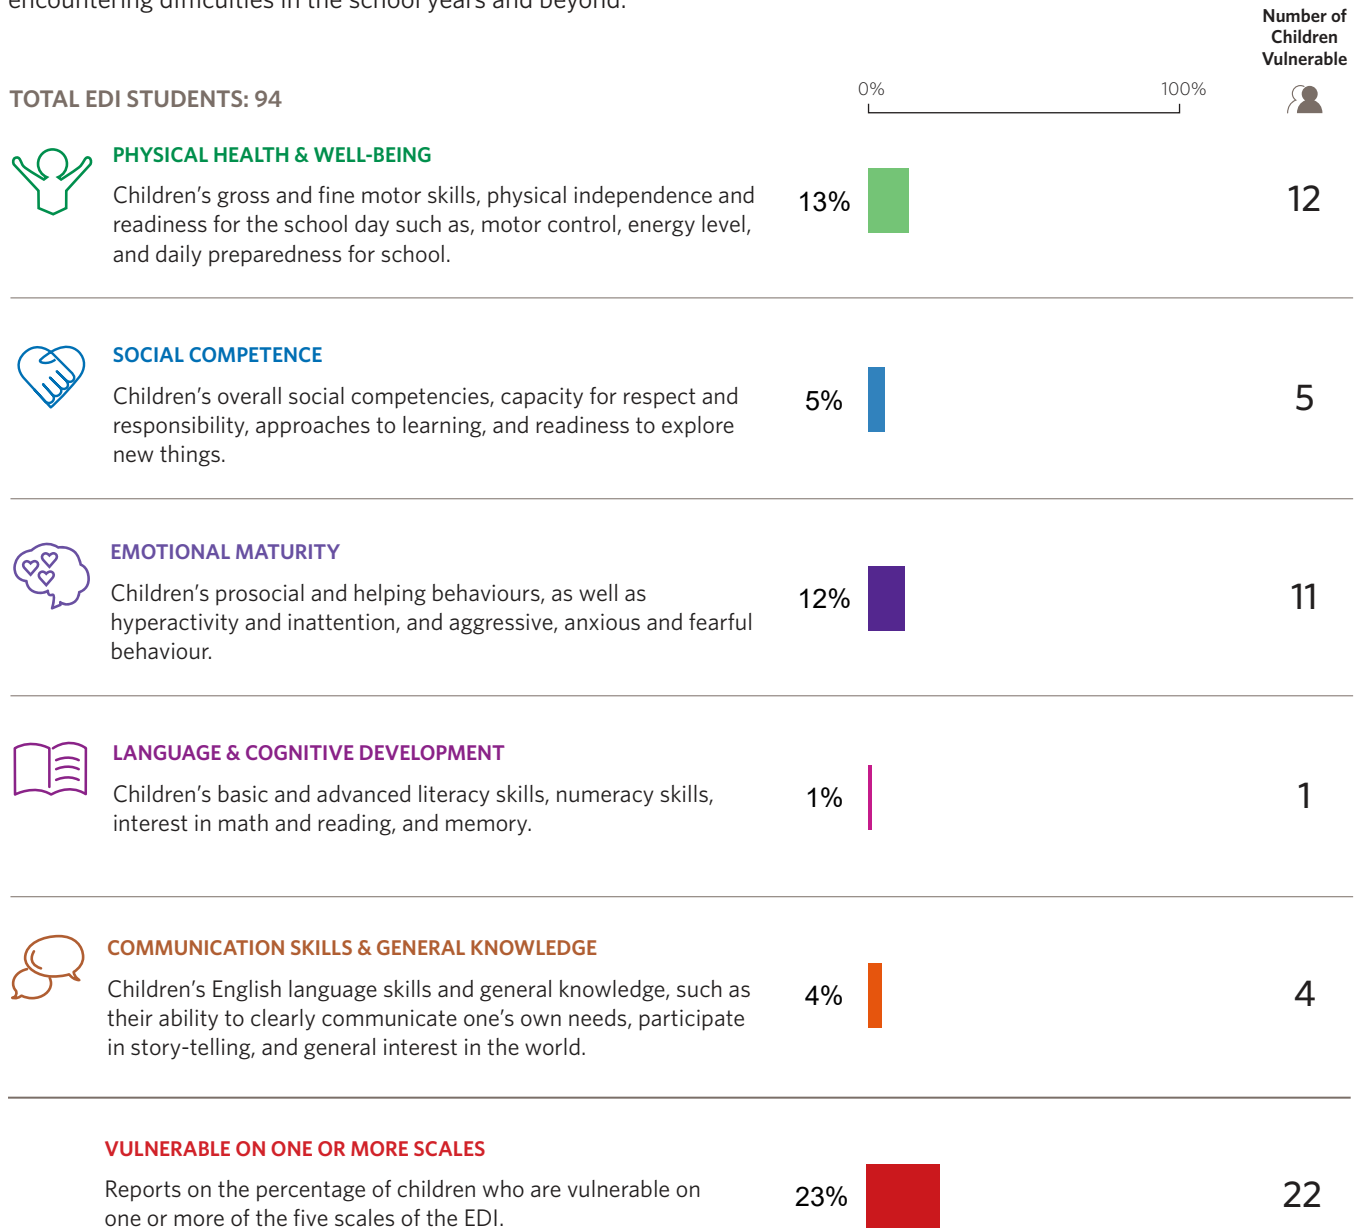 encountering difficulties in the school years and beyond.
Number of
Children
Vulnerable
TOTAL EDI STUDENTS: 94
0%
100%
PHYSICAL HEALTH & WELL-BEING
Children's gross and fine motor skills, physical independence and
readiness for the school day such as, motor control, energy level,
and daily preparedness for school.
13%
12
SOCIAL COMPETENCE
Children's overall social competencies, capacity for respect and
responsibility, approaches to learning, and readiness to explore
new things.
5%
5
EMOTIONAL MATURITY
Children's prosocial and helping behaviours, as well as
hyperactivity and inattention, and aggressive, anxious and fearful
behaviour.
12%
11
LANGUAGE & COGNITIVE DEVELOPMENT
Children's basic and advanced literacy skills, numeracy skills,
interest in math and reading, and memory.
1%
1
COMMUNICATION SKILLS & GENERAL KNOWLEDGE
Children's English language skills and general knowledge, such as
their ability to clearly communicate one's own needs, participate
in story-telling, and general interest in the world.
4%
4
VULNERABLE ON ONE OR MORE SCALES
Reports on the percentage of children who are vulnerable on
one or more of the five scales of the EDI.
23%
22